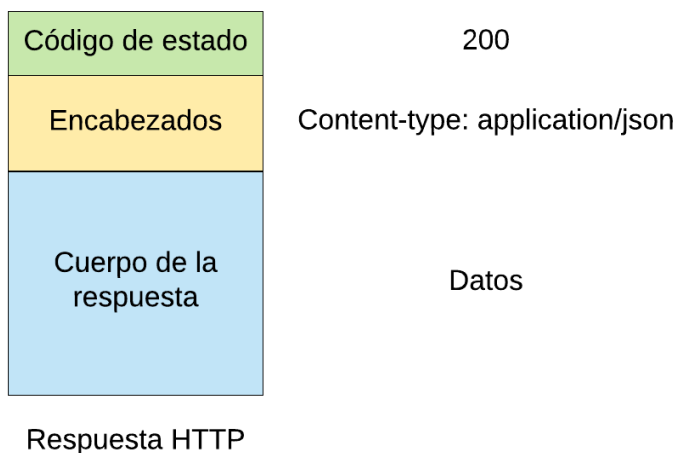 Código de estado
200
Encabezados
Content-type: application/json
Cuerpo de la
respuesta
Datos
Respuesta HTTP